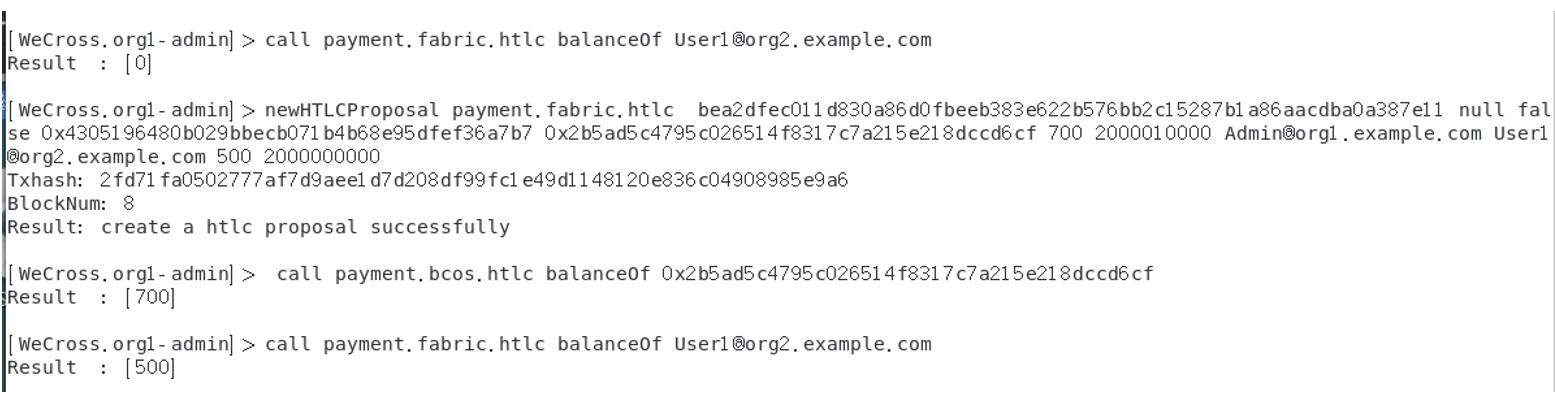 [WeCross.org1-admin]> call payment.fabric.htlc balanceOf User1@org2.example.com
Result  : [0]
[WeCross.org1-admin]> newHTLCProposal payment.fabric.htlc  bea2dfec011d830a86d0fbeeb383e622b576bb2c15287b1a86aacdba0a387e11 null fal
se 0x4305196480b029bbecb071b4b68e95dfef36a7b7 0x2b5ad5c4795c026514f8317c7a215e218dccd6cf 700 2000010000 Admin@org1.example.com User1
@org2.example.com 500 2000000000
Txhash: 2fd71fa0502777af7d9aee1d7d208df99fc1e49d1148120e836c04908985e9a6
BlockNum: 8
Result: create a htlc proposal successfully
[WeCross.org1-admin]>  call payment.bcos.htlc balanceOf 0x2b5ad5c4795c026514f8317c7a215e218dccd6cf
Result  : [700]
[WeCross.org1-admin]> call payment.fabric.htlc balanceOf User1@org2.example.com
Result  : [500]